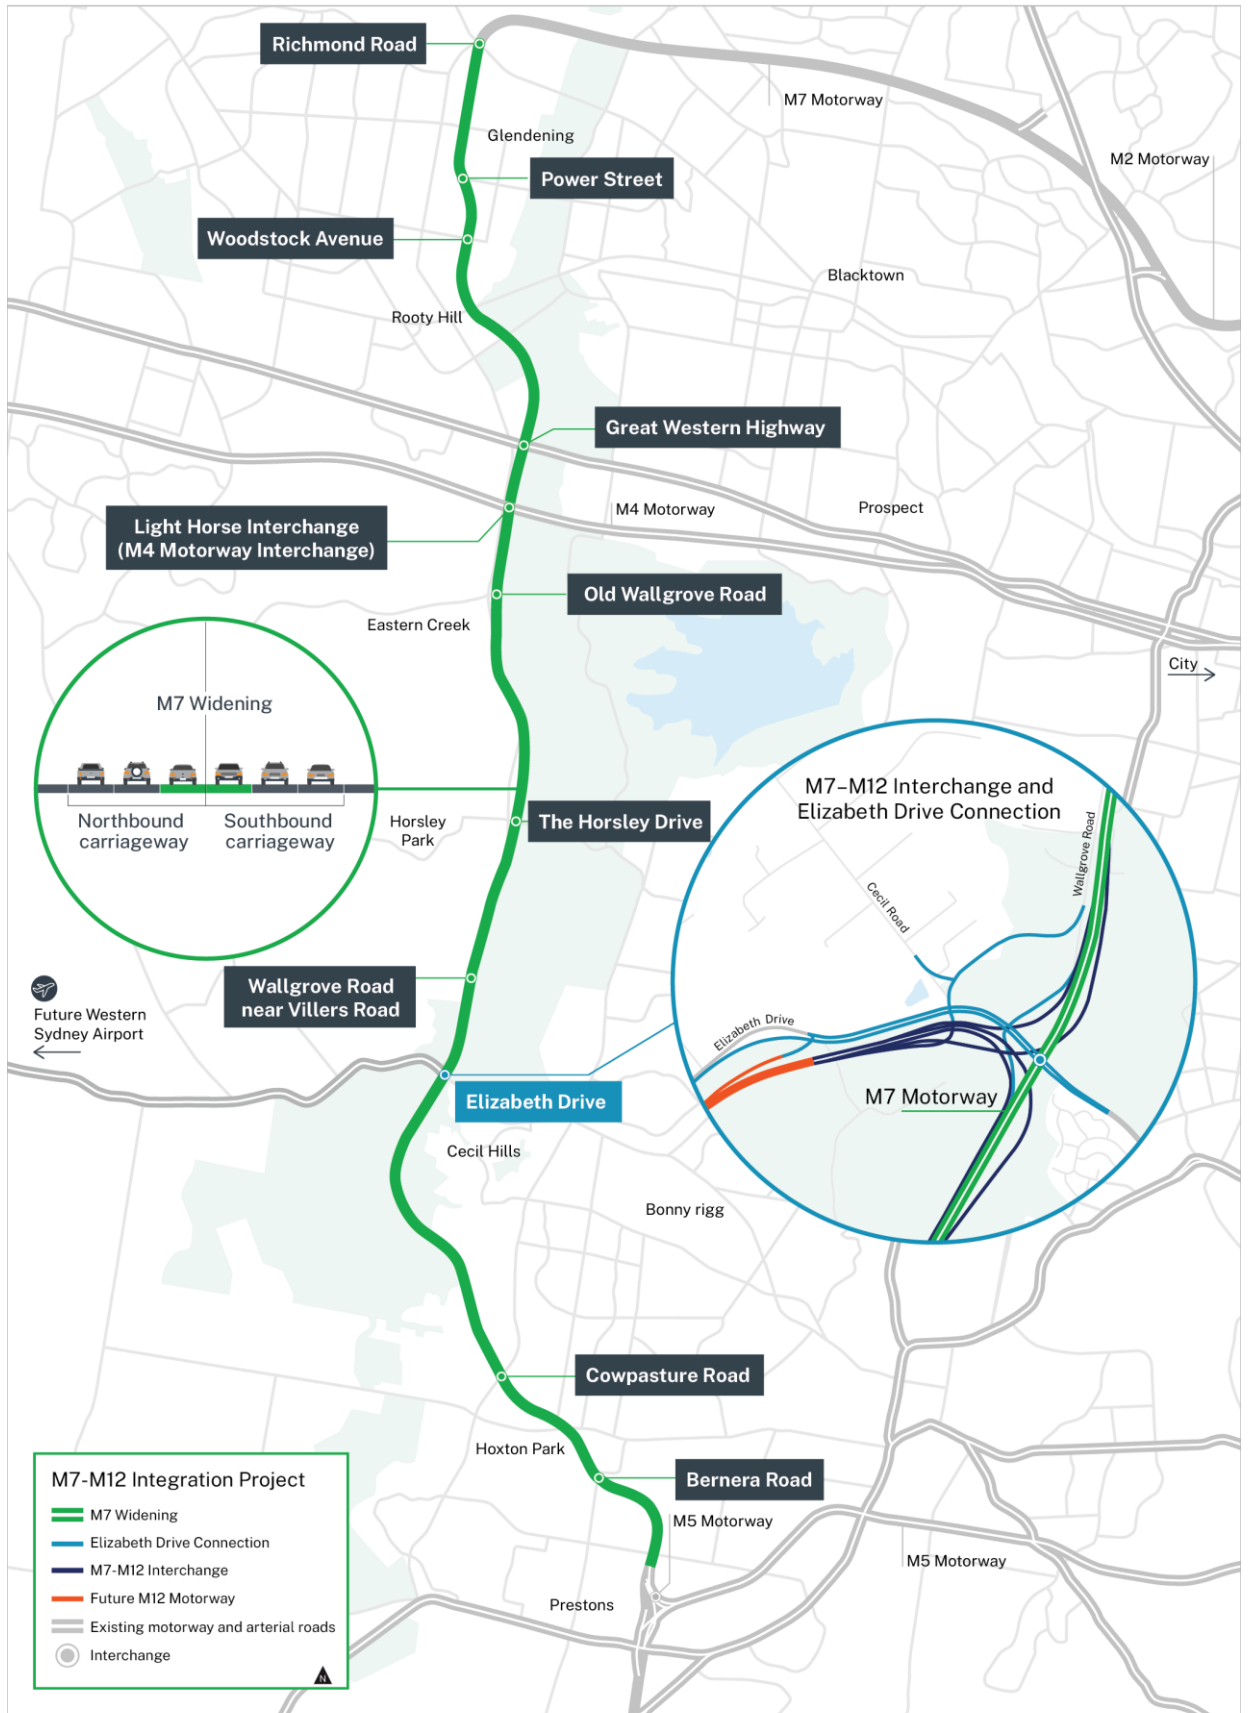 Richmond Road
M7 Motorway
Glendening
M2 Motorway
Power Street
Woodstock Avenue
Blacktown
Rooty Hill
Great Western Highway
M4 Motorway
Prospect
Light Horse Interchange
(M4 Motorway Interchange)
Old Wallgrove Road
Eastern Creek
City
M7 Widening
Northbound
carriageway
Southbound
carriageway
Horsley
Park
The Horsley Drive
M7–M12 Interchange and
Elizabeth Drive Connection
Wallgrove Road
Cecil Road
Elizabeth Drive
M7 Motorway
Wallgrove Road
near Villers Road
Future Western
Sydney Airport
Elizabeth Drive
Cecil Hills
Bonny rigg
Cowpasture Road
Hoxton Park
Bernera Road
M5 Motorway
M5 Motorway
Prestons
M7-M12 Integration Project
M7 Widening
Elizabeth Drive Connection
M7-M12 Interchange
Future M12 Motorway
Existing motorway and arterial roads
Interchange
N